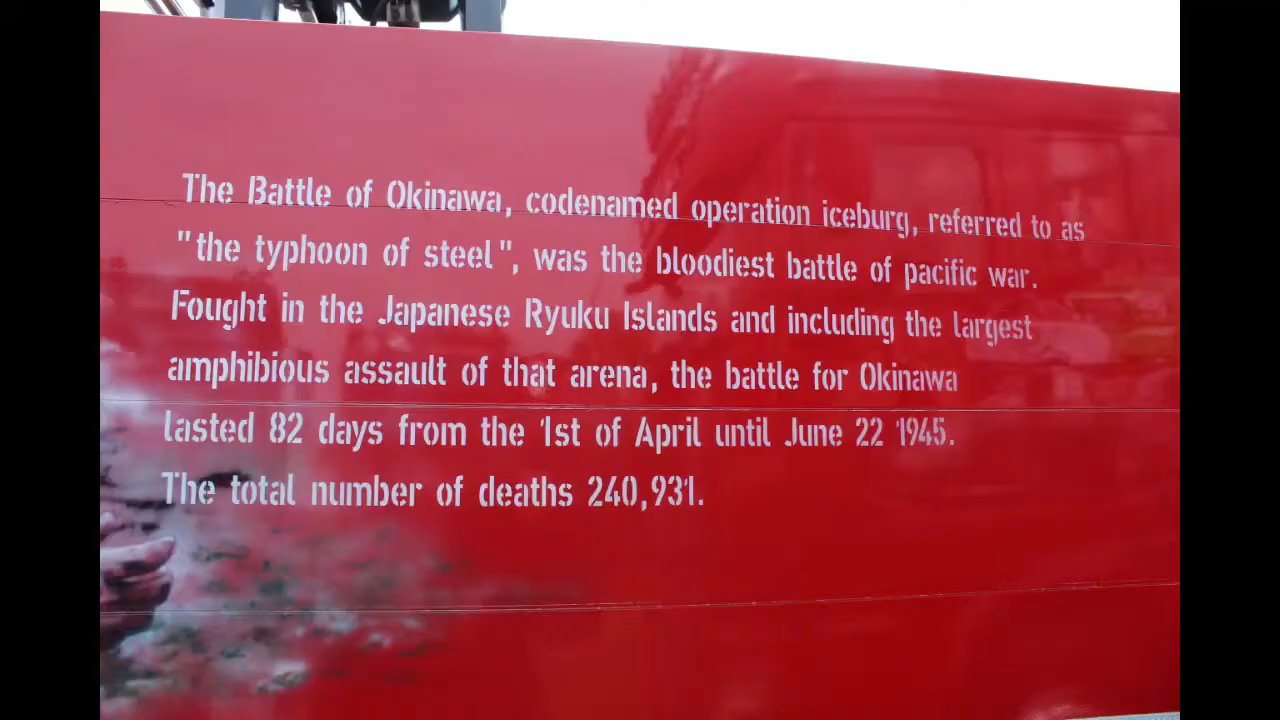 The Battle of Okinawa, codenamed operation iceburg, referred to as
"the typhoon of steel", was the bloodiest battle of pacific war.
Fought in the Japanese Ryuku Islands and including the largest
amphibious assault of that arena, the battle for Okinawa
lasted 82 days from the 1st of April until June 22 1945.
The total number of deaths 240,931.